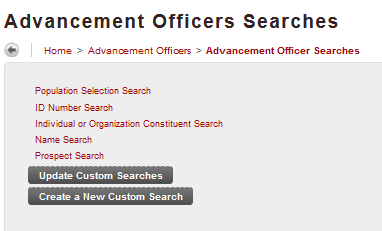 Advancement Officers Searches
Home > Advancement Officers > Advancement Officer Searches
Population Selection Search
ID Number Search
Individual or Organization Constituent Search
Name Search
Prospect Search
Update Custom Searches
Create a New Custom Search